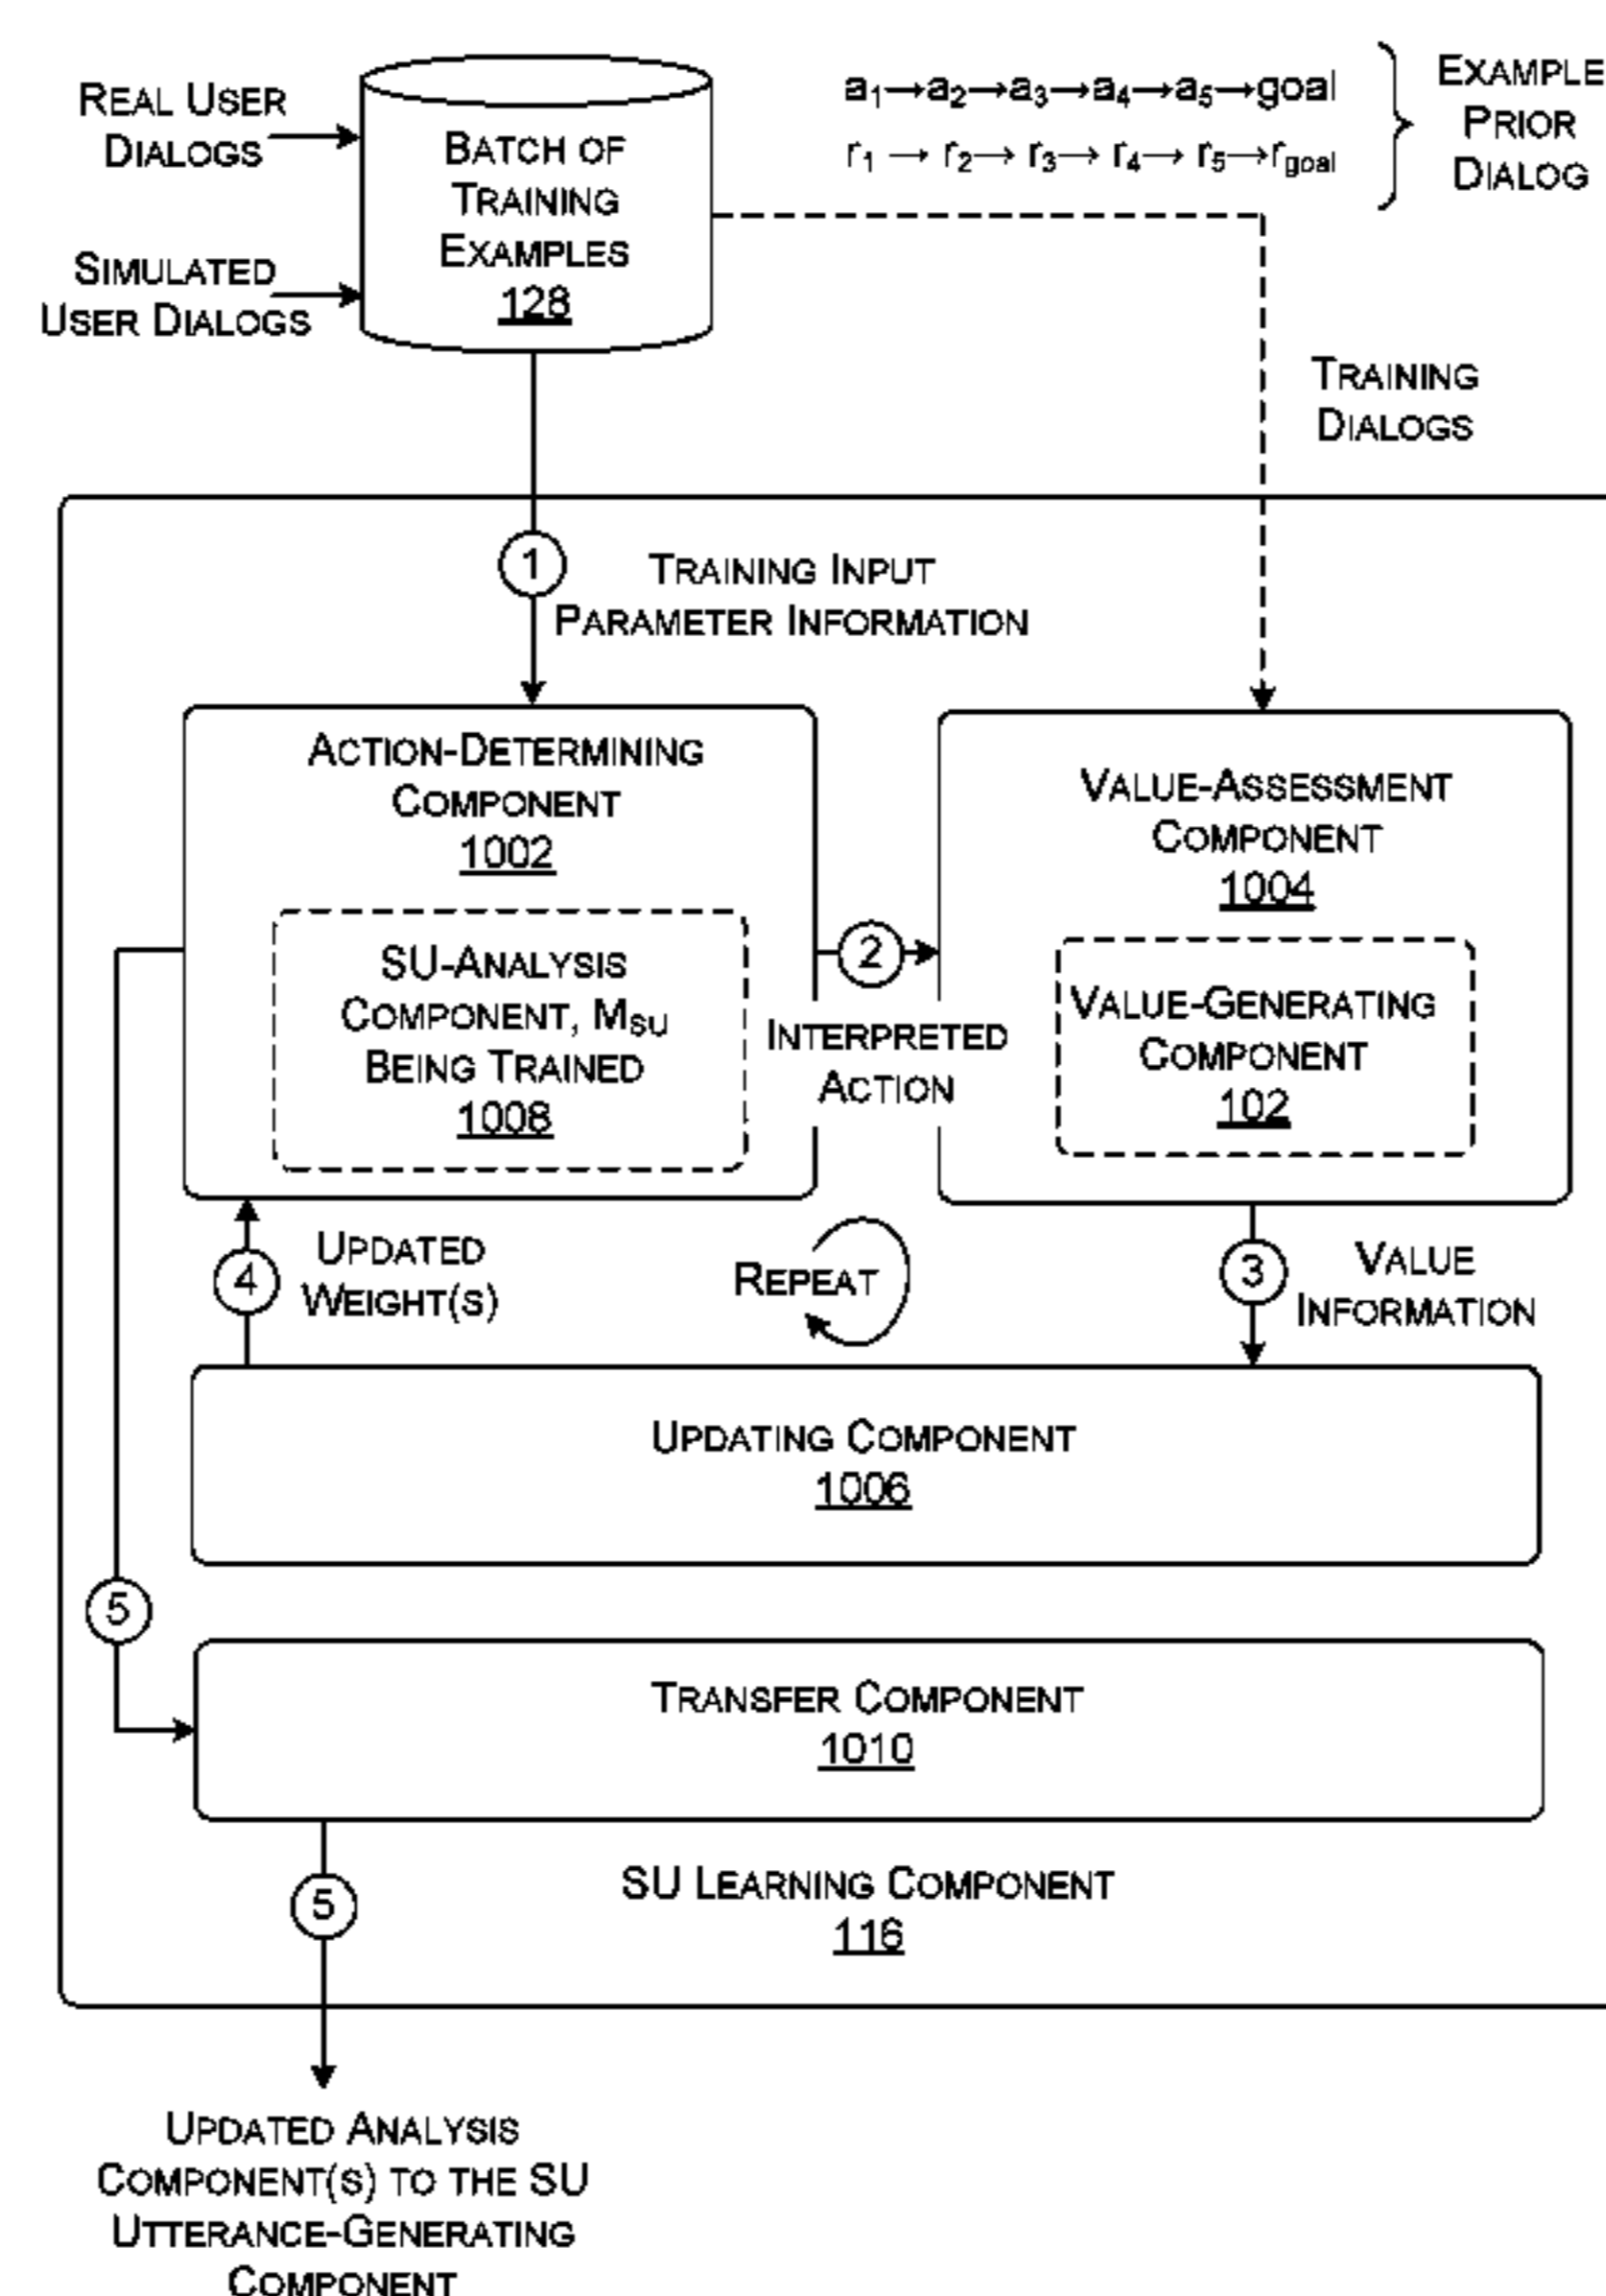 REAL USER
DIALOGS
SIMULATED
USER DIALOGS
BATCH OF
TRAINING
EXAMPLES
128
a₁→a₂→a₃→a₄→a₅→goal
r₁ → r₂→ r₃→ r₄→ r₅→r_goal
EXAMPLE
PRIOR
DIALOG
TRAINING
DIALOGS
1
TRAINING INPUT
PARAMETER INFORMATION
ACTION-DETERMINING
COMPONENT
1002
SU-ANALYSIS
COMPONENT, M_SU
BEING TRAINED
1008
2
INTERPRETED
ACTION
VALUE-ASSESSMENT
COMPONENT
1004
VALUE-GENERATING
COMPONENT
102
4
UPDATED
WEIGHT(S)
REPEAT
3
VALUE
INFORMATION
UPDATING COMPONENT
1006
5
TRANSFER COMPONENT
1010
5
SU LEARNING COMPONENT
116
UPDATED ANALYSIS
COMPONENT(S) TO THE SU
UTTERANCE-GENERATING
COMPONENT